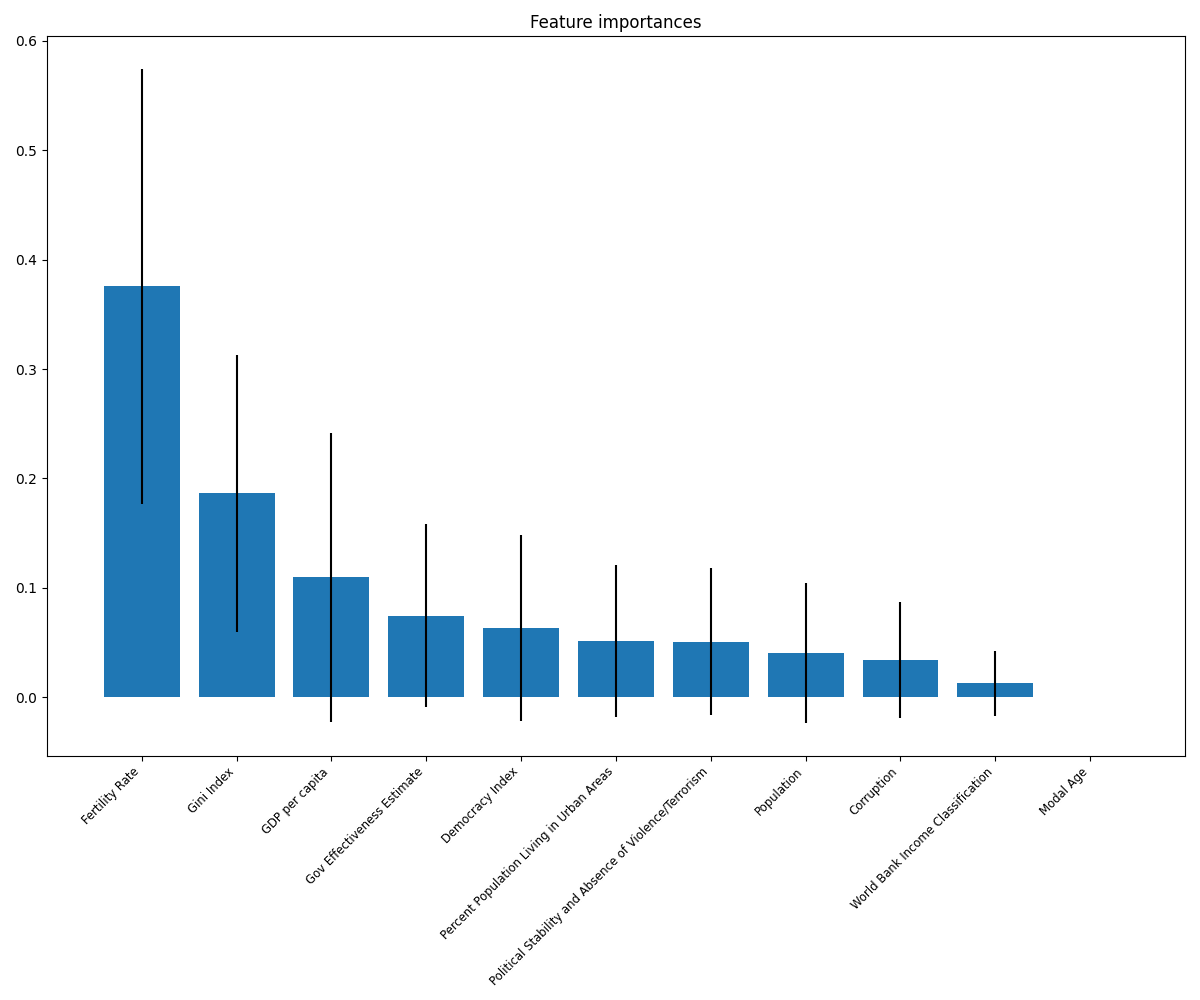 Feature importances
0.6
0.5
0.4
0.3
0.2
0.1
0.0
Fertility Rate
Gini Index
GDP per capita
Gov Effectiveness Estimate
Democracy Index
Percent Population Living in Urban Areas
Political Stability and Absence of Violence/Terrorism
Population
Corruption
World Bank Income Classification
Modal Age